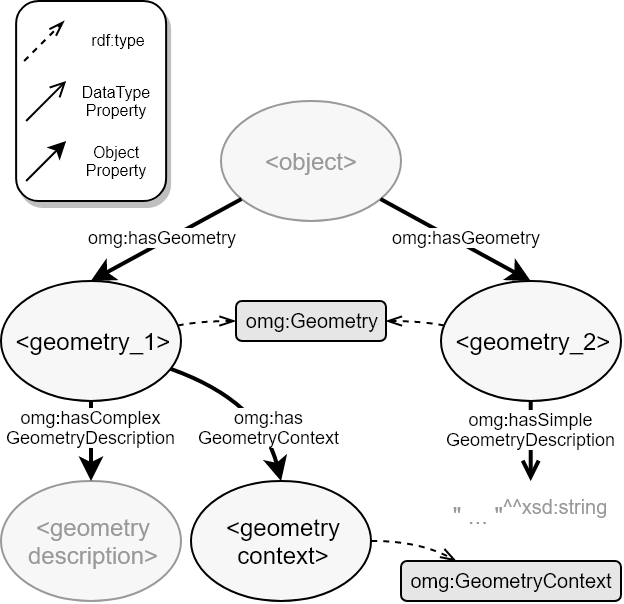 rdf:type
DataType
Property
Object
Property
<object>
omg:hasGeometry
omg:hasGeometry
<geometry_1>
omg:Geometry
<geometry_2>
omg:hasComplex
GeometryDescription
omg:has
GeometryContext
omg:hasSimple
GeometryDescription
<geometry
description>
<geometry
context>
" ... "^^xsd:string
omg:GeometryContext